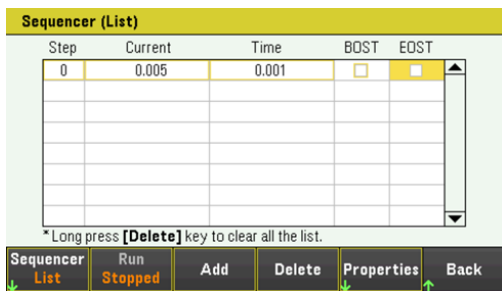 Sequencer (List)
Step Current Time BOST EOST
0 0.005 0.001
*Long press [Delete] key to clear all the list.
Sequencer Run Add Delete Properties Back
List Stopped